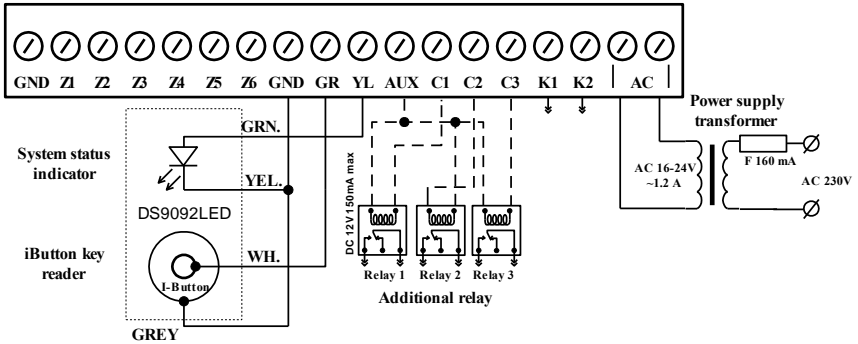 GND Z1 Z2 Z3 Z4 Z5 Z6 GND GR YL AUX C1 C2 C3 K1 K2 AC
Power supply
transformer
GRN.
System status
indicator
YEL.
DS9092LED
iButton key
reader
WH.
I-Button
GREY
DC 12V 150mA max
Relay 1 Relay 2 Relay 3
Additional relay
AC 16-24V
~1.2 A
F 160 mA
AC 230V